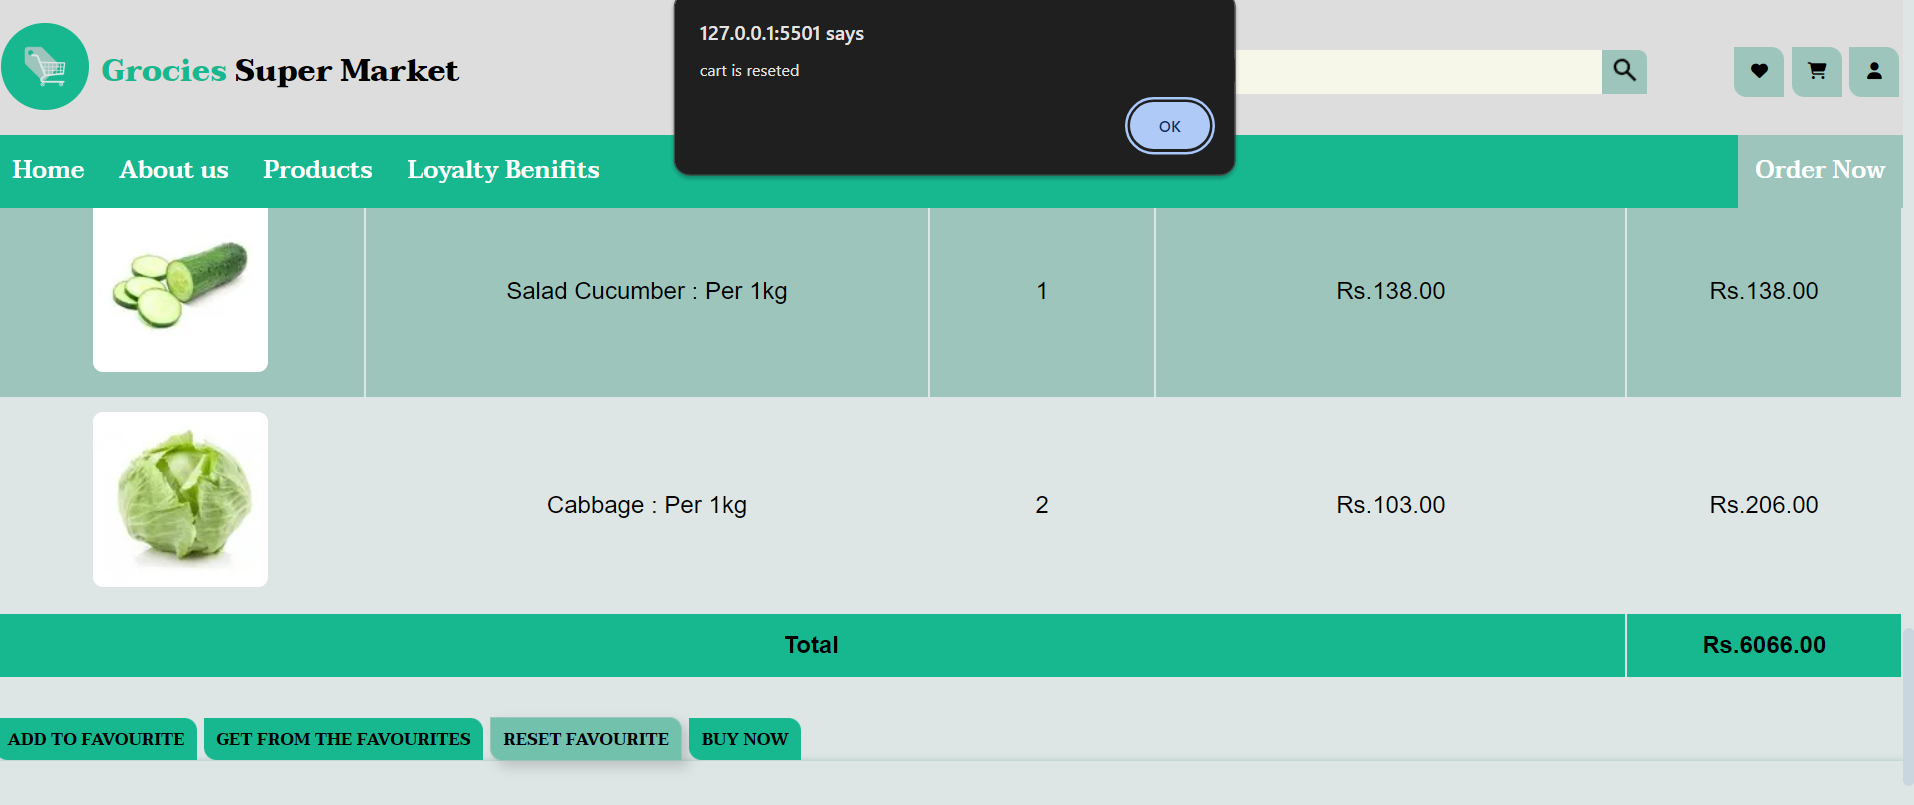 127.0.0.1:5501 says
cart is reseted
OK
Grocies Super Market
Home About us Products Loyalty Benifits Order Now
Salad Cucumber : Per 1kg 1 Rs.138.00 Rs.138.00
Cabbage : Per 1kg 2 Rs.103.00 Rs.206.00
Total Rs.6066.00
ADD TO FAVOURITE GET FROM THE FAVOURITES RESET FAVOURITE BUY NOW